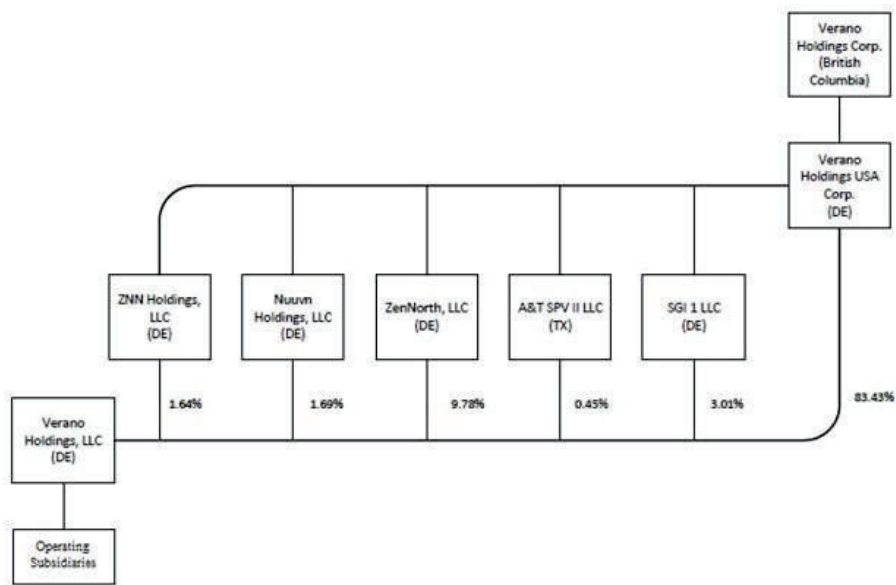 Verano
Holdings Corp.
(British
Columbia)
Verano
Holdings USA
Corp.
(DE)
ZNN Holdings,
LLC
(DE)
Nuuvn
Holdings, LLC
(DE)
ZenNorth, LLC
(DE)
A&T SPV II LLC
(TX)
SGI 1 LLC
(DE)
1.64%
1.69%
9.78%
0.45%
3.01%
83.43%
Verano
Holdings, LLC
(DE)
Operating
Subsidiaries